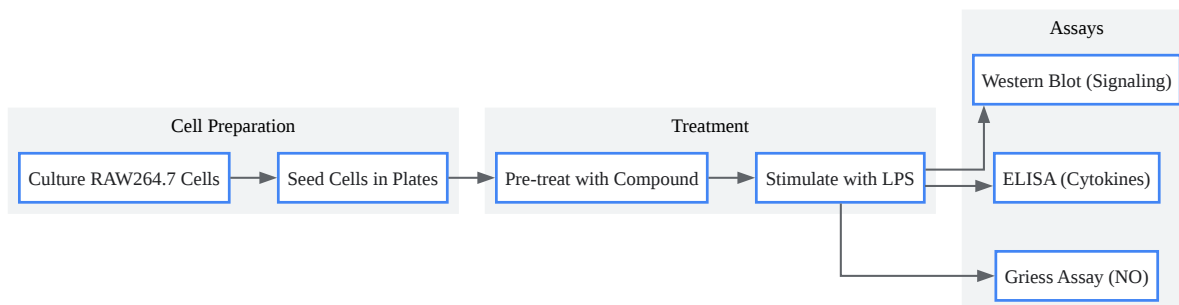 Cell Preparation
Culture RAW264.7 Cells
Seed Cells in Plates
Treatment
Pre-treat with Compound
Stimulate with LPS
Assays
Western Blot (Signaling)
ELISA (Cytokines)
Griess Assay (NO)